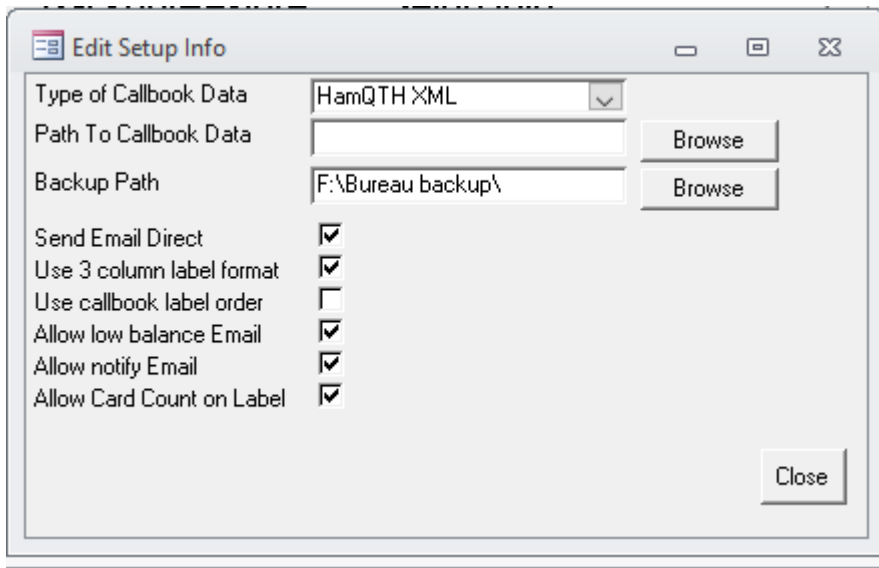 Edit Setup Info
Type of Callbook Data HamQTH XML
Path To Callbook Data Browse
Backup Path F:\Bureau backup\ Browse
Send Email Direct
Use 3 column label format
Use callbook label order
Allow low balance Email
Allow notify Email
Allow Card Count on Label
Close